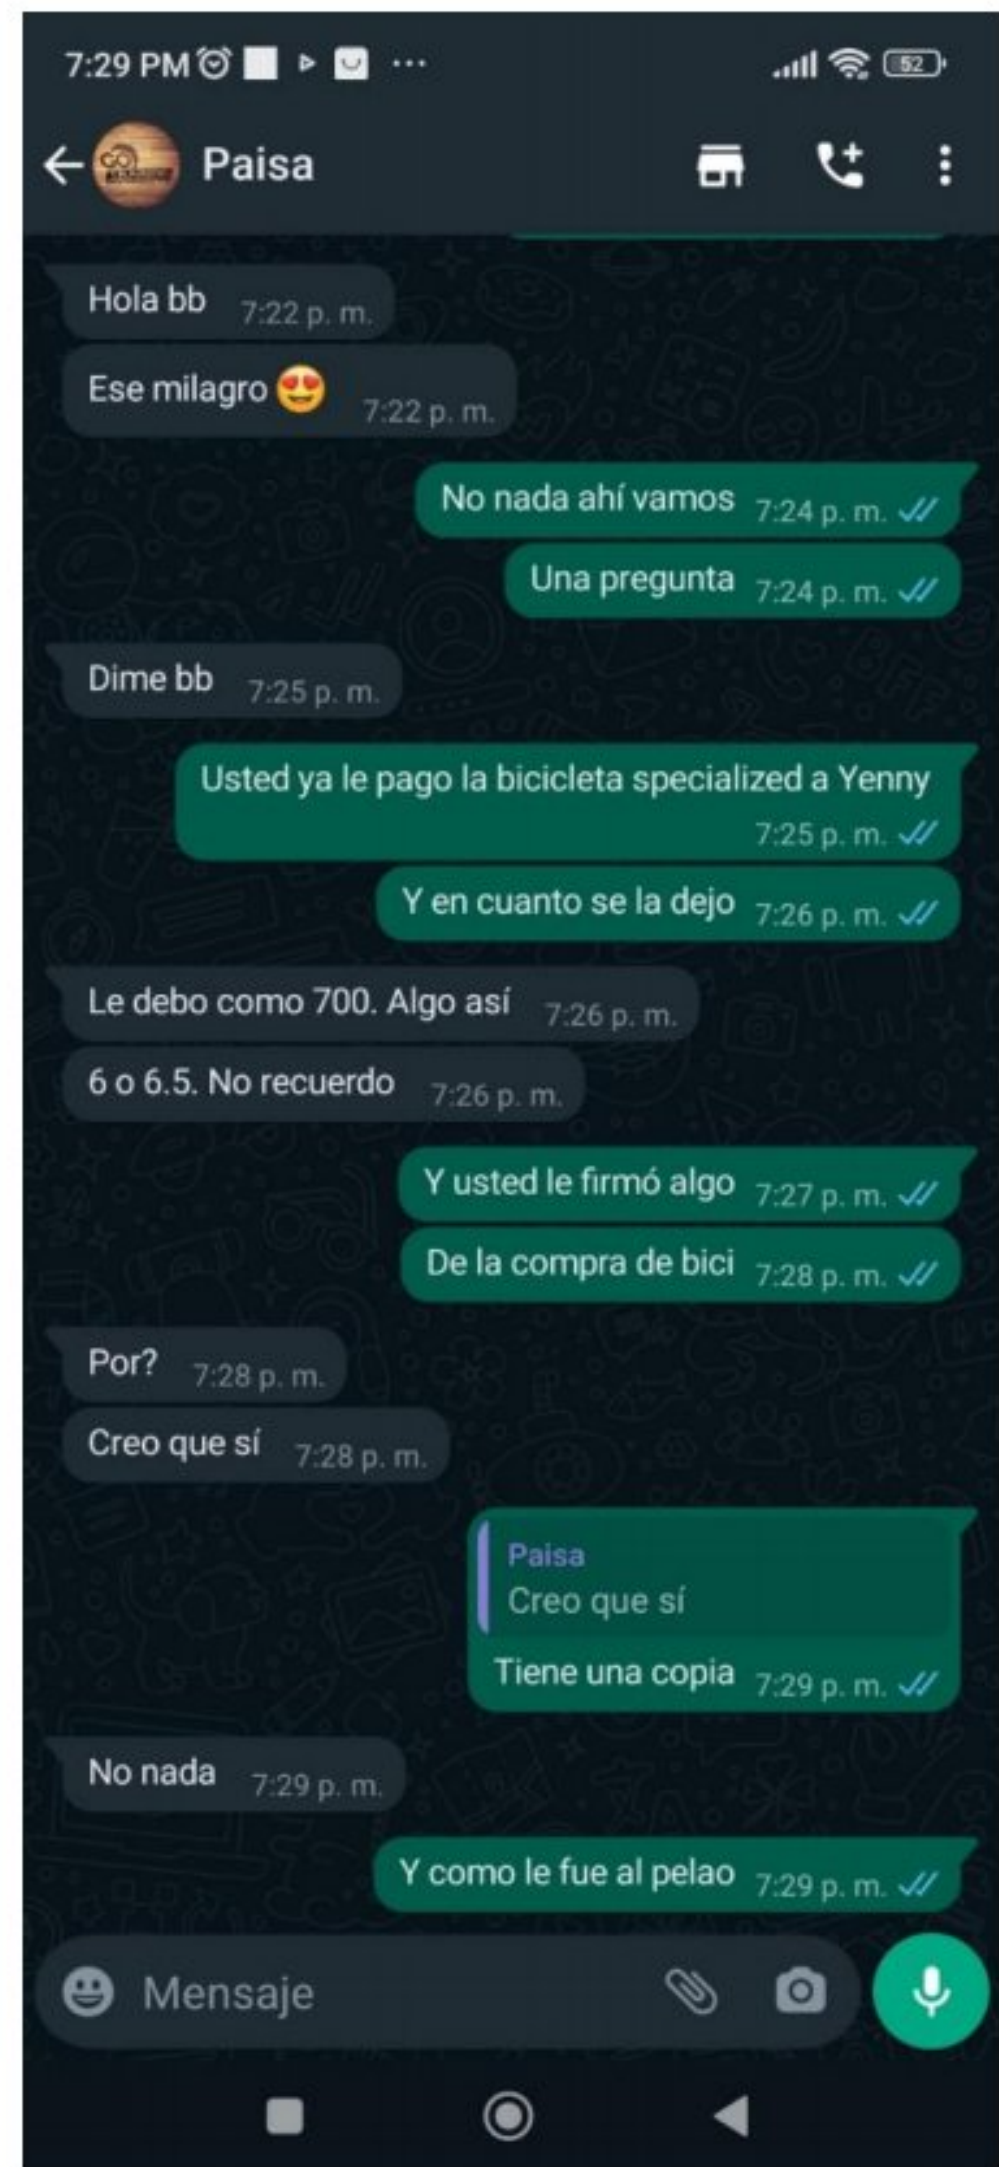 7:29 PM
52
Paisa
Hola bb 7:22 p. m.
Ese milagro 😍 7:22 p. m.
No nada ahí vamos 7:24 p. m.
Una pregunta 7:24 p. m.
Dime bb 7:25 p. m.
Usted ya le pago la bicicleta specialized a Yenny
7:25 p. m.
Y en cuanto se la dejo 7:26 p. m.
Le debo como 700. Algo así 7:26 p. m.
6 o 6.5. No recuerdo 7:26 p. m.
Y usted le firmó algo 7:27 p. m.
De la compra de bici 7:28 p. m.
Por? 7:28 p. m.
Creo que sí 7:28 p. m.
Paisa
Creo que sí
Tiene una copia 7:29 p. m.
No nada 7:29 p. m.
Y como le fue al pelao 7:29 p. m.
Mensaje